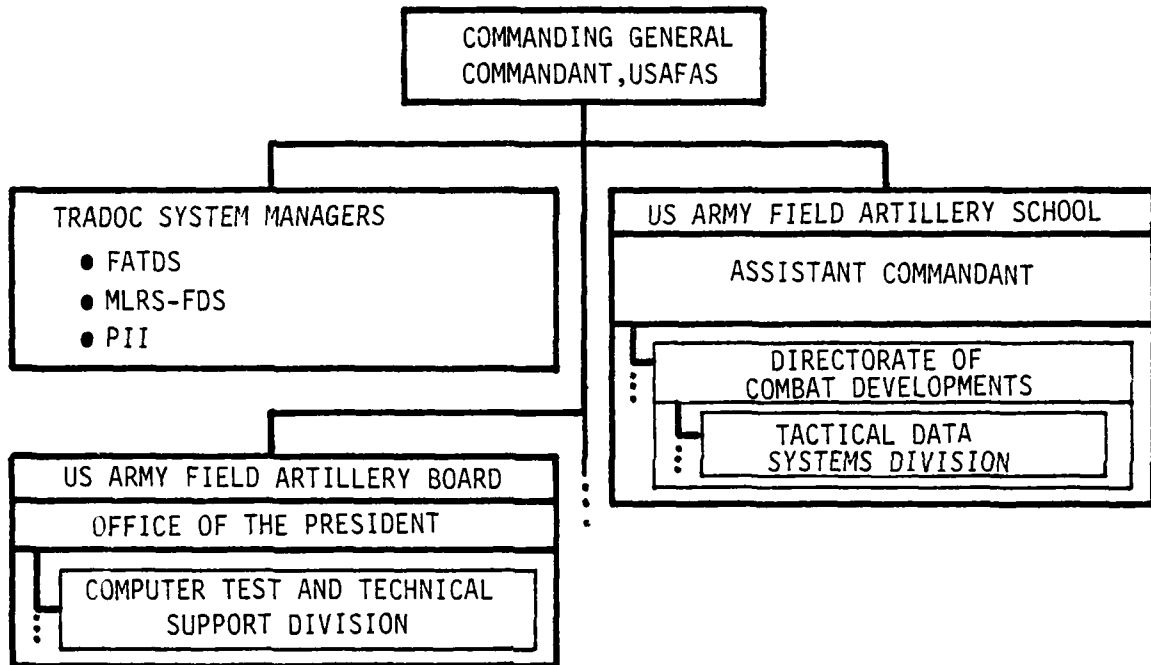 COMMANDING GENERAL
COMMANDANT,USAFAS
TRADOC SYSTEM MANAGERS
● FATDS
● MLRS-FDS
● PII
US ARMY FIELD ARTILLERY SCHOOL
ASSISTANT COMMANDANT
DIRECTORATE OF
COMBAT DEVELOPMENTS
TACTICAL DATA
SYSTEMS DIVISION
US ARMY FIELD ARTILLERY BOARD
OFFICE OF THE PRESIDENT
COMPUTER TEST AND TECHNICAL
SUPPORT DIVISION